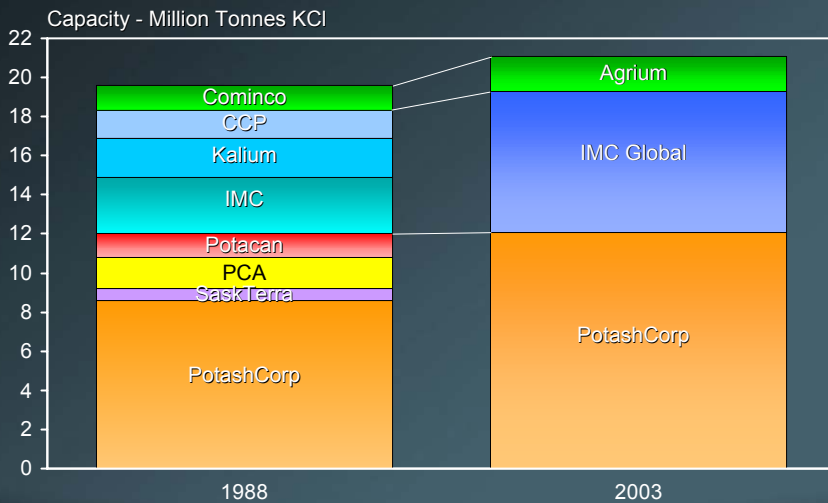 Capacity - Million Tonnes KCl
22
20
18
16
14
12
10
8
6
4
2
0
Cominco
CCP
Kalium
IMC
Potacan
PCA
SaskTerra
PotashCorp
Agrium
IMC Global
PotashCorp
1988
2003